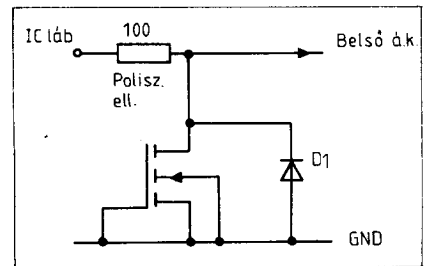 IC láb
100
Belső á.k.
Polisz.
ell.
D1
GND